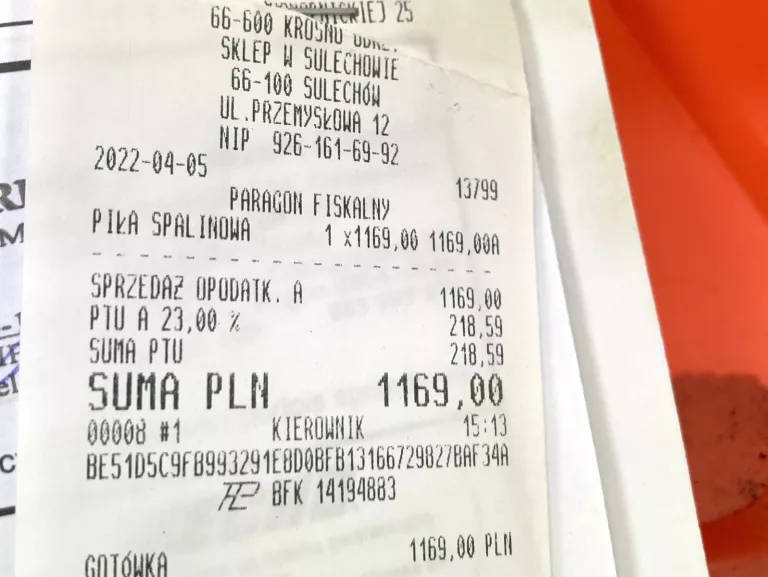 25
66-600 KROSNO ODRZ.
SKLEP W SULECHOWIE
66-100 SULECHÓW
UL.PRZEMYSŁOWA 12
NIP 926-161-69-92
2022-04-05 13799
PARAGON FISKALNY
PIŁA SPALINOWA 1 x1169,00 1169,00A
SPRZEDAŻ OPODATK. A 1169,00
PTU A 23,00 % 218,59
SUMA PTU 218,59
SUMA PLN 1169,00
00008 #1 KIEROWNIK 15:13
BE51D5C9FB993291E8D0BFB13166729827BAF34A
BFK 14194883
GOTÓWKA 1169,00 PLN